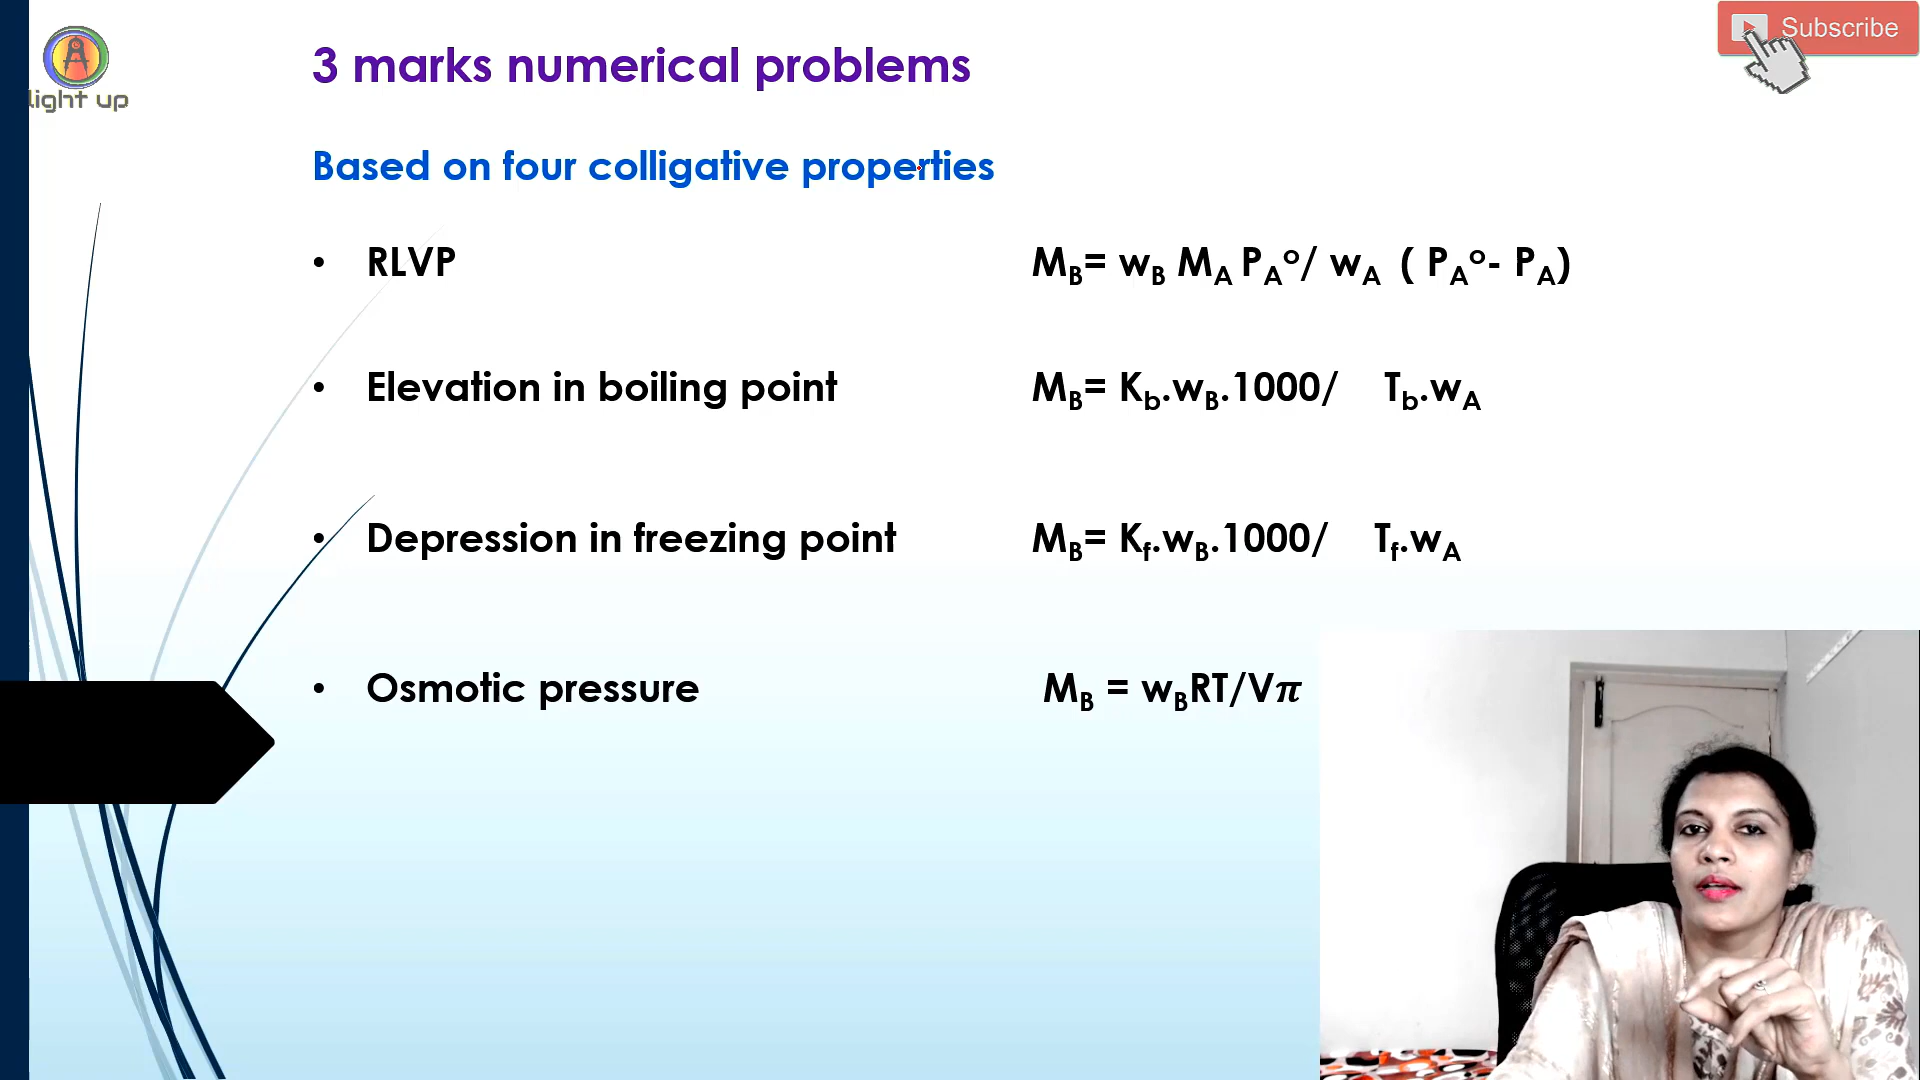 Subscribe
light up
3 marks numerical problems
Based on four colligative properties
• RLVP M_B= w_B M_A P_A°/ w_A ( P_A°- P_A)
• Elevation in boiling point M_B= K_b.w_B.1000/ T_b.w_A
• Depression in freezing point M_B= K_f.w_B.1000/ T_f.w_A
• Osmotic pressure M_B = w_BRT/Vπ